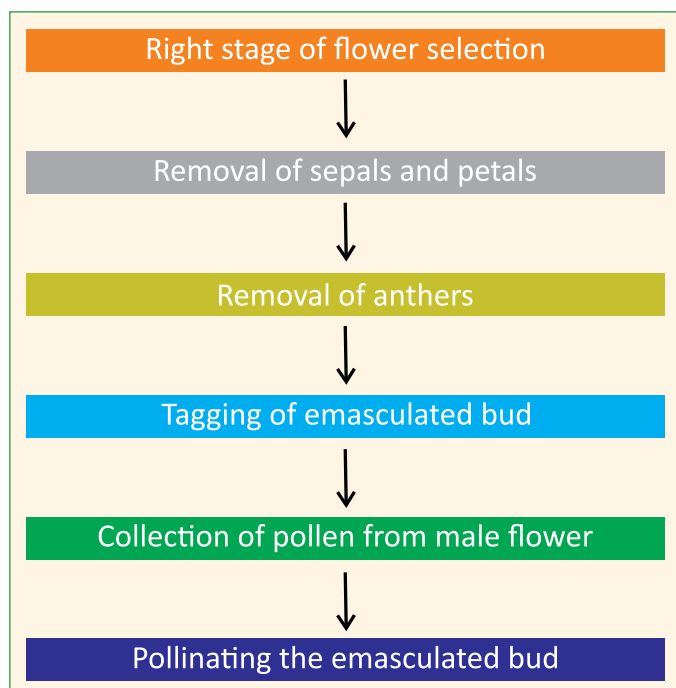 Right stage of flower selection
Removal of sepals and petals
Removal of anthers
Tagging of emasculated bud
Collection of pollen from male flower
Pollinating the emasculated bud